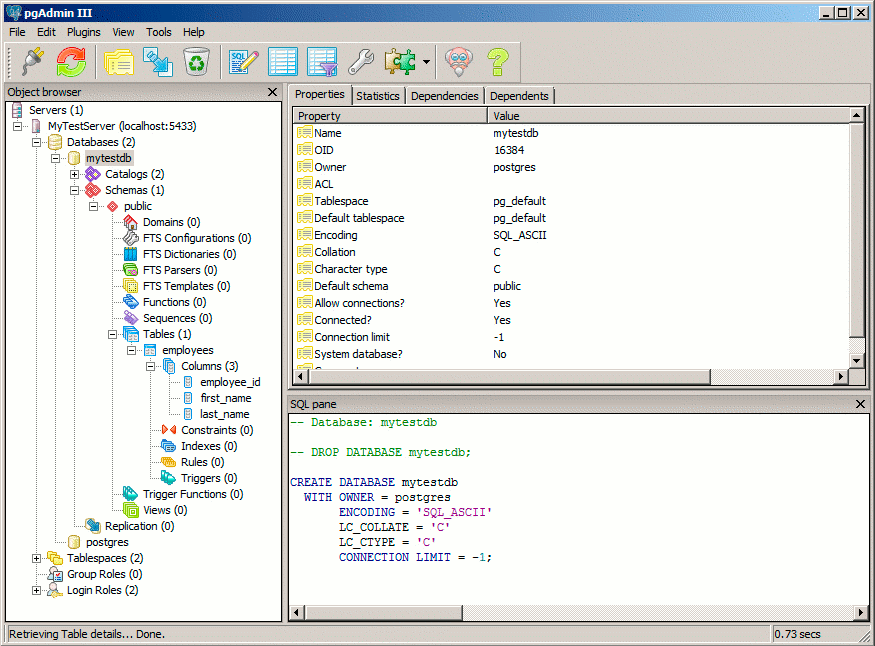 pgAdmin III
File Edit Plugins View Tools Help
SQL
Object browser
Servers (1)
MyTestServer (localhost:5433)
Databases (2)
mytestdb
Catalogs (2)
Schemas (1)
public
Domains (0)
FTS Configurations (0)
FTS Dictionaries (0)
FTS Parsers (0)
FTS Templates (0)
Functions (0)
Sequences (0)
Tables (1)
employees
Columns (3)
employee_id
first_name
last_name
Constraints (0)
Indexes (0)
Rules (0)
Triggers (0)
Trigger Functions (0)
Views (0)
Replication (0)
postgres
Tablespaces (2)
Group Roles (0)
Login Roles (2)
Properties Statistics Dependencies Dependents
Property Value
Name mytestdb
OID 16384
Owner postgres
ACL
Tablespace pg_default
Default tablespace pg_default
Encoding SQL_ASCII
Collation C
Character type C
Default schema public
Allow connections? Yes
Connected? Yes
Connection limit -1
System database? No
SQL pane
-- Database: mytestdb
-- DROP DATABASE mytestdb;
CREATE DATABASE mytestdb
WITH OWNER = postgres
ENCODING = 'SQL_ASCII'
LC_COLLATE = 'C'
LC_CTYPE = 'C'
CONNECTION LIMIT = -1;
Retrieving Table details... Done.
0.73 secs